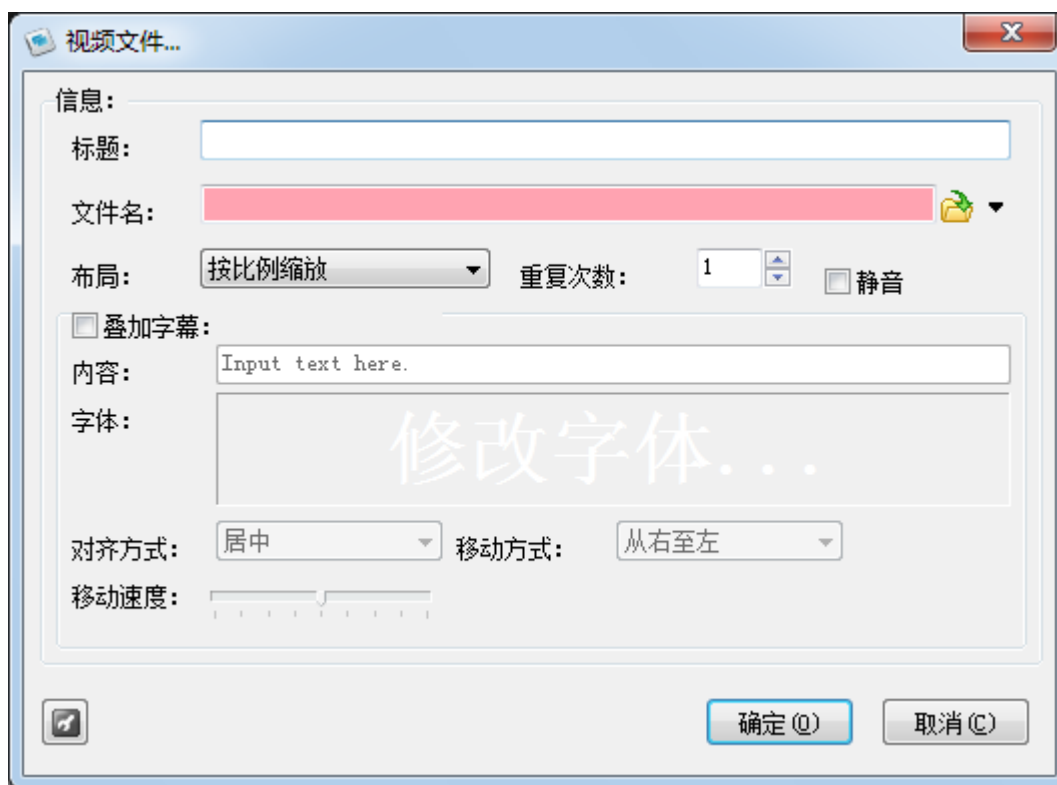 视频文件...
信息：
标题：
文件名：
布局： 按比例缩放 重复次数： 1 静音
叠加字幕：
内容： Input text here.
字体： 修改字体...
对齐方式： 居中 移动方式： 从右至左
移动速度：
确定(O) 取消(C)